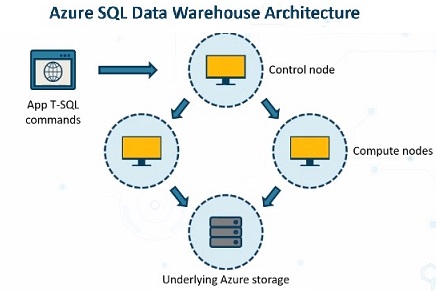 Azure SQL Data Warehouse Architecture
Control node
App T-SQL
commands
Compute nodes
Underlying Azure storage